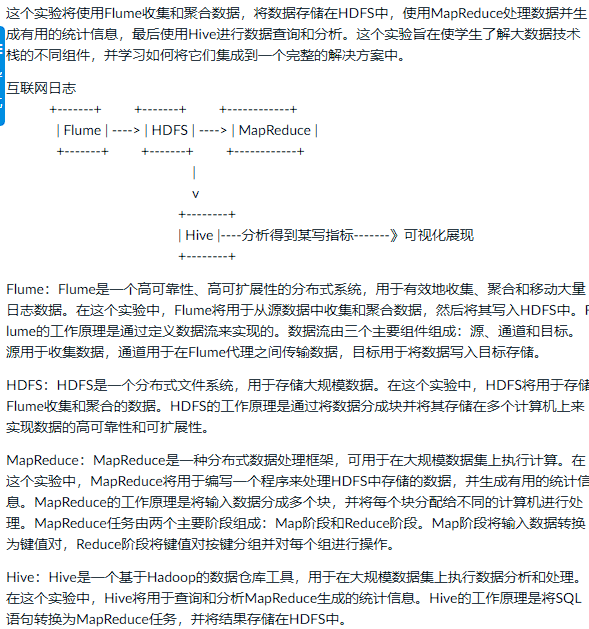 这个实验将使用Flume收集和聚合数据，将数据存储在HDFS中，使用MapReduce处理数据并生
成有用的统计信息，最后使用Hive进行数据查询和分析。这个实验旨在使学生了解大数据技术
栈的不同组件，并学习如何将它们集成到一个完整的解决方案中。
互联网日志
+-------+ +-------+ +------------+
| Flume | ----> | HDFS | ----> | MapReduce |
+-------+ +-------+ +------------+
|
v
+--------+
| Hive |----分析得到某写指标-------》可视化展现
+--------+
Flume：Flume是一个高可靠性、高可扩展性的分布式系统，用于有效地收集、聚合和移动大量
日志数据。在这个实验中，Flume将用于从源数据中收集和聚合数据，然后将其写入HDFS中。F
lume的工作原理是通过定义数据流来实现的。数据流由三个主要组件组成：源、通道和目标。
源用于收集数据，通道用于在Flume代理之间传输数据，目标用于将数据写入目标存储。
HDFS：HDFS是一个分布式文件系统，用于存储大规模数据。在这个实验中，HDFS将用于存储
Flume收集和聚合的数据。HDFS的工作原理是通过将数据分成块并将其存储在多个计算机上来
实现数据的高可靠性和可扩展性。
MapReduce：MapReduce是一种分布式数据处理框架，可用于在大规模数据集上执行计算。在
这个实验中，MapReduce将用于编写一个程序来处理HDFS中存储的数据，并生成有用的统计信
息。MapReduce的工作原理是将输入数据分成多个块，并将每个块分配给不同的计算机进行处
理。MapReduce任务由两个主要阶段组成：Map阶段和Reduce阶段。Map阶段将输入数据转换
为键值对，Reduce阶段将键值对按键分组并对每个组进行操作。
Hive：Hive是一个基于Hadoop的数据仓库工具，用于在大规模数据集上执行数据分析和处理。
在这个实验中，Hive将用于查询和分析MapReduce生成的统计信息。Hive的工作原理是将SQL
语句转换为MapReduce任务，并将结果存储在HDFS中。